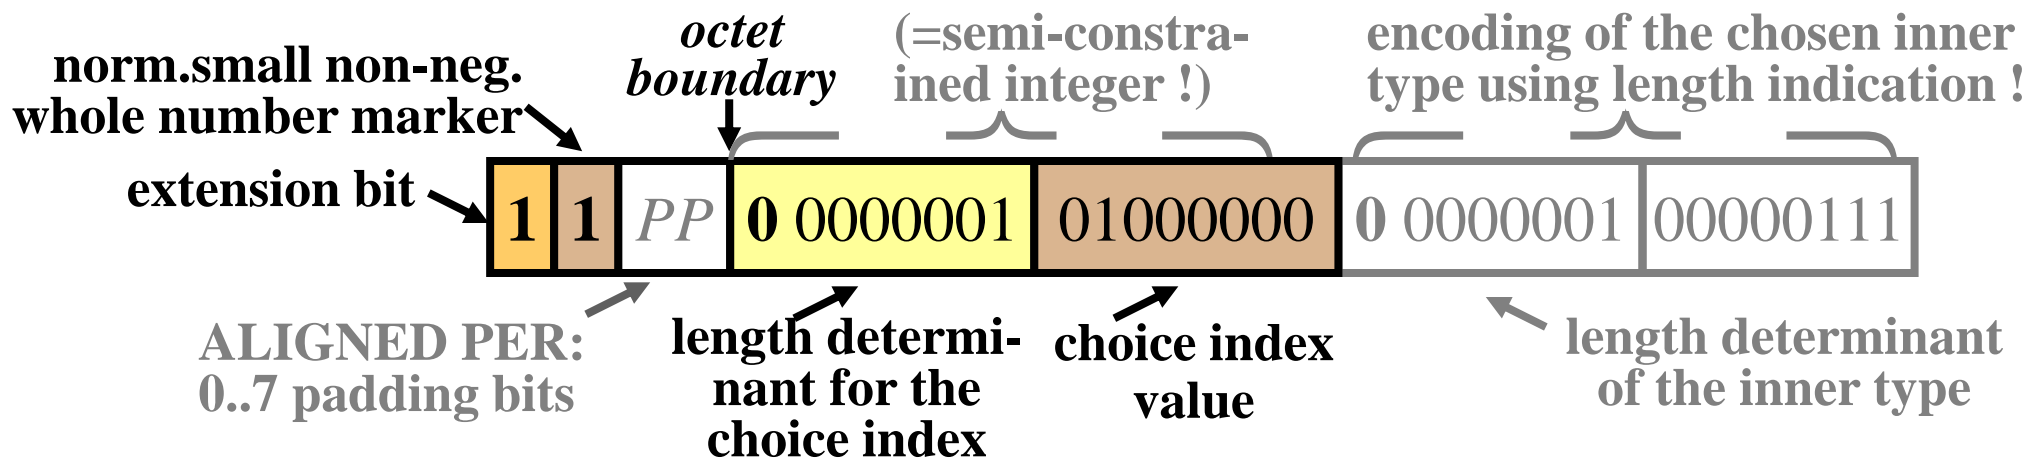 norm.small non-neg.
whole number marker
extension bit
octet
boundary
(=semi-constra-
ined integer !)
encoding of the chosen inner
type using length indication !
1 1 PP 0 0000001 01000000 0 0000001 00000111
ALIGNED PER:
0..7 padding bits
length determi-
nant for the
choice index
choice index
value
length determinant
of the inner type